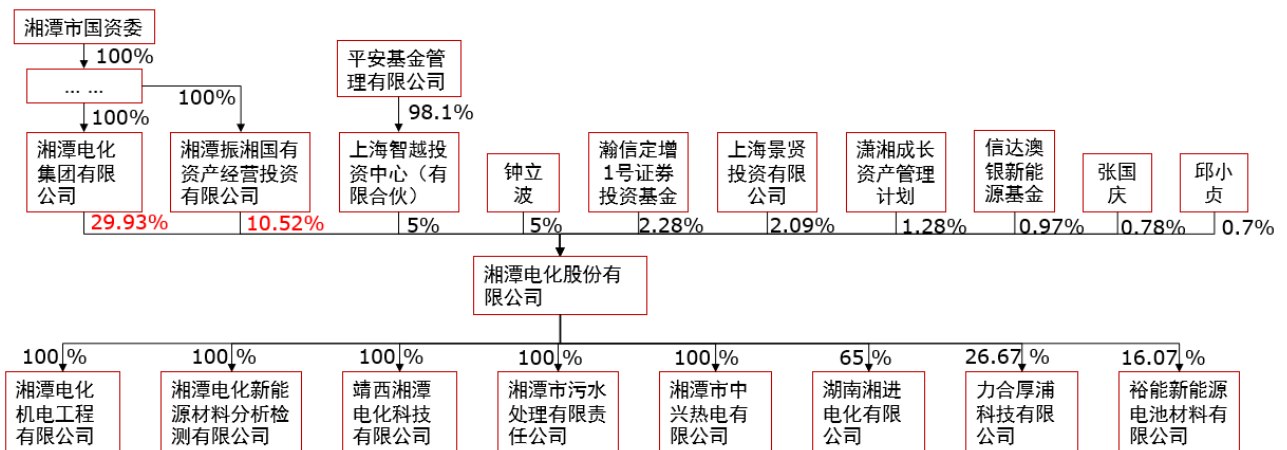 湘潭市国资委
100%
... ...
100%
100%
平安基金管
理有限公司
98.1%
湘潭电化
集团有限
公司
湘潭振湘国有
资产经营投资
有限公司
上海智越投
资中心（有
限合伙）
钟立
波
瀚信定增
1号证券
投资基金
上海景贤
投资有限
公司
潇湘成长
资产管理
计划
信达澳
银新能
源基金
张国
庆
邱小
贞
29.93%
10.52%
5%
5%
2.28%
2.09%
1.28%
0.97%
0.78%
0.7%
湘潭电化股份有
限公司
100%
100%
100%
100%
100%
65%
26.67%
16.07%
湘潭电化
机电工程
有限公司
湘潭电化新能
源材料分析检
测有限公司
靖西湘潭
电化科技
有限公司
湘潭市污水
处理有限责
任公司
湘潭市中
兴热电有
限公司
湖南湘进
电化有限
公司
力合厚浦
科技有限
公司
裕能新能源
电池材料有
限公司